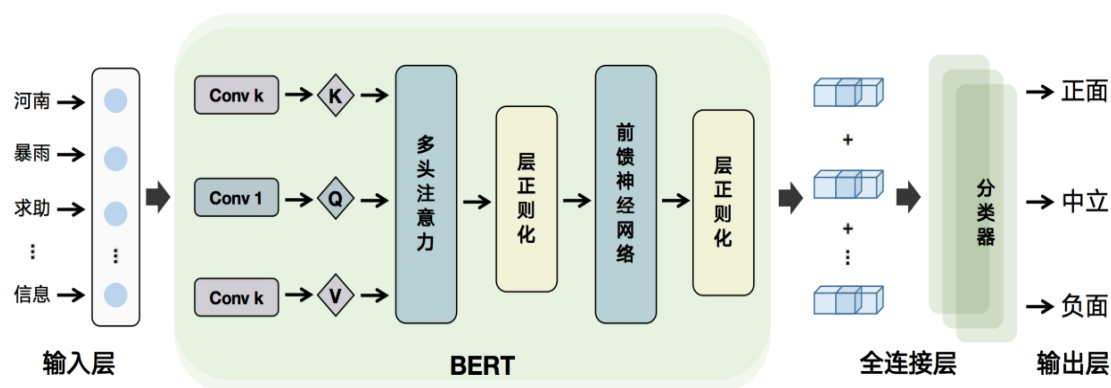 河南
暴雨
求助
...
信息
...
输入层
Conv k
K
Conv 1
Q
Conv k
V
多头注意力
层正则化
前馈神经网络
层正则化
BERT
+
+
...
全连接层
分类器
正面
中立
负面
输出层